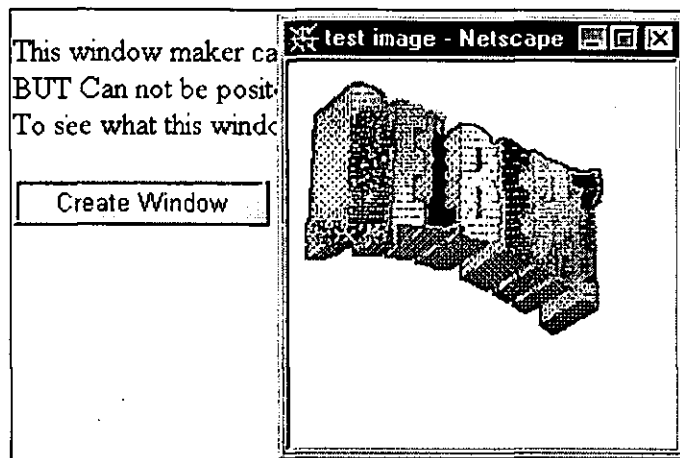 This window maker ca
BUT Can not be posit
To see what this windo
Create Window
test image - Netscape